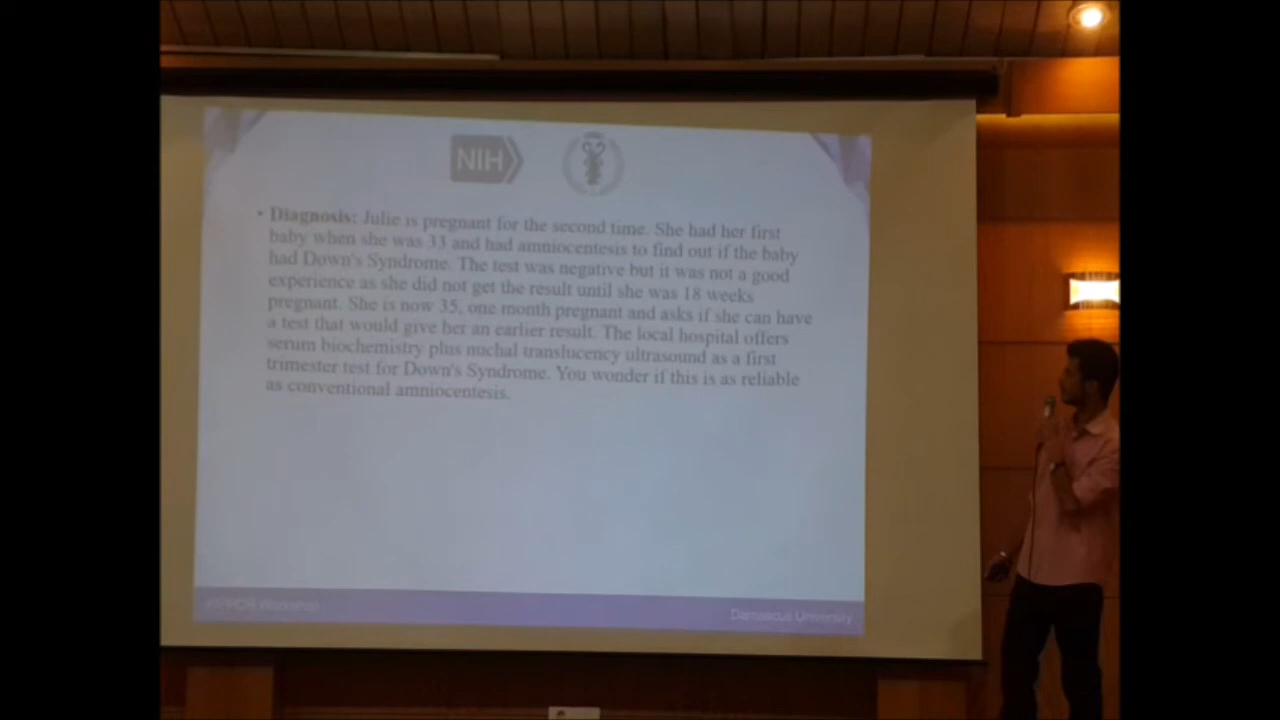 NIH
• Diagnosis: Julie is pregnant for the second time. She had her first
baby when she was 33 and had amniocentesis to find out if the baby
had Down's Syndrome. The test was negative but it was not a good
experience as she did not get the result until she was 18 weeks
pregnant. She is now 35, one month pregnant and asks if she can have
a test that would give her an earlier result. The local hospital offers
serum biochemistry plus nuchal translucency ultrasound as a first
trimester test for Down's Syndrome. You wonder if this is as reliable
as conventional amniocentesis.
Workshop
Damascus University